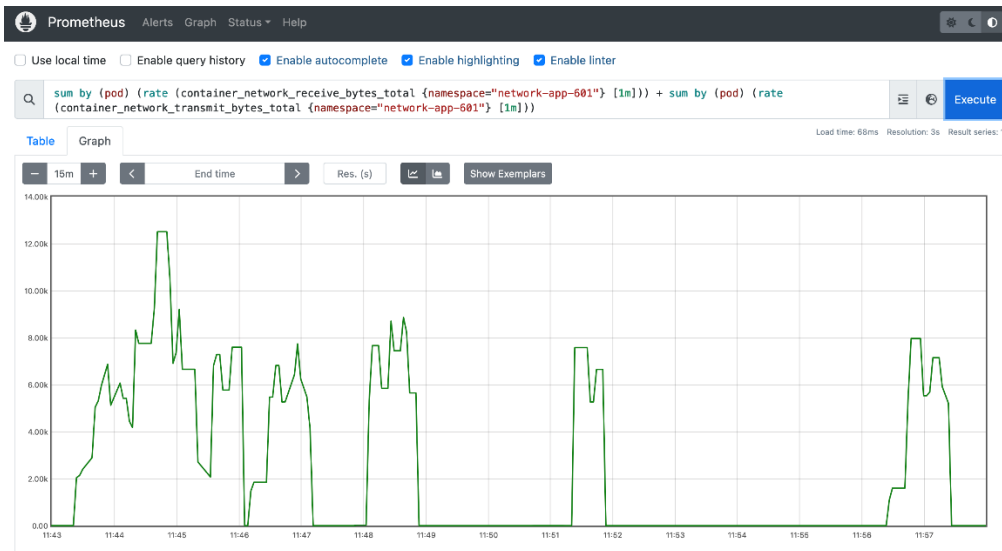 Prometheus Alerts Graph Status Help
Use local time Enable query history Enable autocomplete Enable highlighting Enable linter
sum by (pod) (rate (container_network_receive_bytes_total {namespace="network-app-601"} [1m])) + sum by (pod) (rate
(container_network_transmit_bytes_total {namespace="network-app-601"} [1m]))
Execute
Load time: 68ms Resolution: 3s Result series:
Table Graph
− 15m + < End time > Res. (s) Show Exemplars
14.00k
12.00k
10.00k
8.00k
6.00k
4.00k
2.00k
0.00
11:43 11:44 11:45 11:46 11:47 11:48 11:49 11:50 11:51 11:52 11:53 11:54 11:55 11:56 11:57